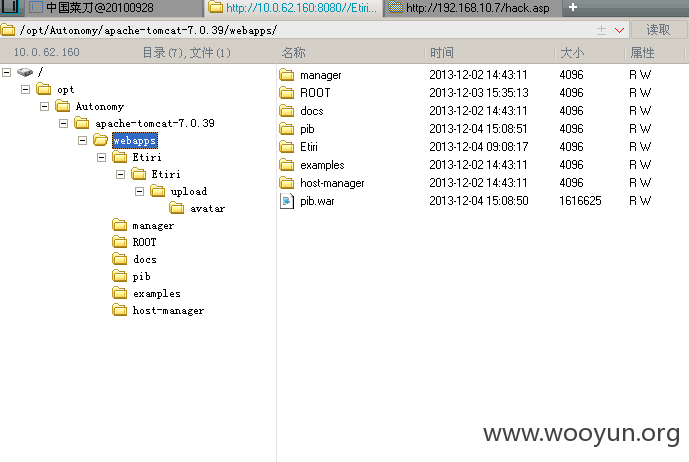 中国菜刀@20100928 http://10.0.62.160:8080//Etiri... http://192.168.10.7/hack.asp
/opt/Autonomy/apache-tomcat-7.0.39/webapps/ 读取
10.0.62.160 目录(7),文件(1) 名称 时间 大小 属性
/
opt
Autonomy
apache-tomcat-7.0.39
webapps
Etiri
Etiri
upload
avatar
manager
ROOT
docs
pib
examples
host-manager
manager 2013-12-02 14:43:11 4096 R W
ROOT 2013-12-03 15:35:13 4096 R W
docs 2013-12-02 14:43:11 4096 R W
pib 2013-12-04 15:08:51 4096 R W
Etiri 2013-12-04 09:08:17 4096 R W
examples 2013-12-02 14:43:11 4096 R W
host-manager 2013-12-02 14:43:11 4096 R W
pib.war 2013-12-04 15:08:50 1616625 R W
www.wooyun.org